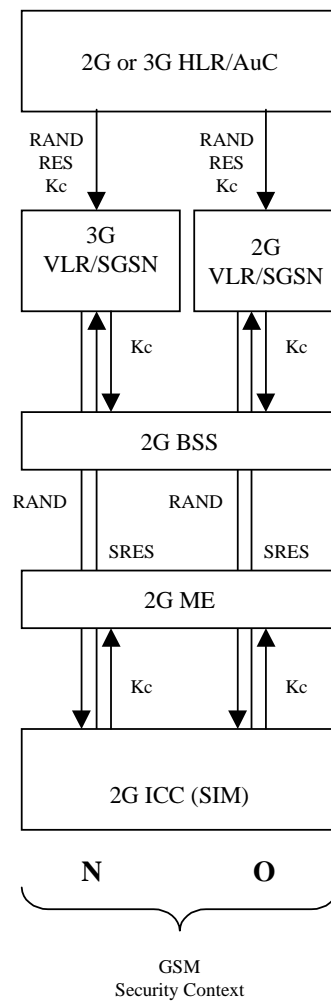 2G or 3G HLR/AuC
RAND
RES
Kc
RAND
RES
Kc
3G
VLR/SGSN
2G
VLR/SGSN
Kc
Kc
2G BSS
RAND
RAND
SRES
SRES
2G ME
Kc
Kc
2G ICC (SIM)
N
O
GSM
Security Context